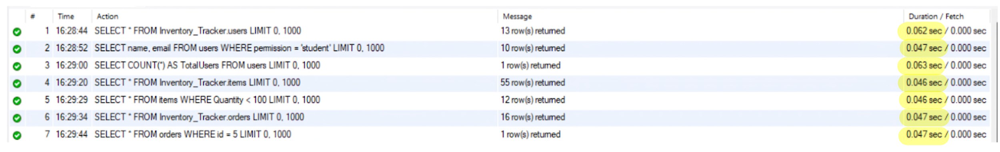 # Time Action Message Duration / Fetch
1 16:28:44 SELECT * FROM Inventory_Tracker.users LIMIT 0, 1000 13 row(s) returned 0.062 sec / 0.000 sec
2 16:28:52 SELECT name, email FROM users WHERE permission = 'student' LIMIT 0, 1000 10 row(s) returned 0.047 sec / 0.000 sec
3 16:29:00 SELECT COUNT(*) AS TotalUsers FROM users LIMIT 0, 1000 1 row(s) returned 0.063 sec / 0.000 sec
4 16:29:20 SELECT * FROM Inventory_Tracker.items LIMIT 0, 1000 55 row(s) returned 0.046 sec / 0.000 sec
5 16:29:29 SELECT * FROM items WHERE Quantity < 100 LIMIT 0, 1000 12 row(s) returned 0.046 sec / 0.000 sec
6 16:29:34 SELECT * FROM Inventory_Tracker.orders LIMIT 0, 1000 16 row(s) returned 0.047 sec / 0.000 sec
7 16:29:44 SELECT * FROM orders WHERE id = 5 LIMIT 0, 1000 1 row(s) returned 0.047 sec / 0.000 sec